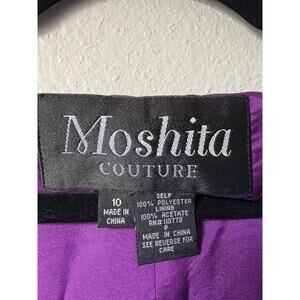 Moshita
COUTURE
10
MADE IN
CHINA
SELF
100% POLYESTER
LINING
100% ACETATE
RN# 110772
P
MADE IN CHINA
SEE REVERSE FOR
CARE